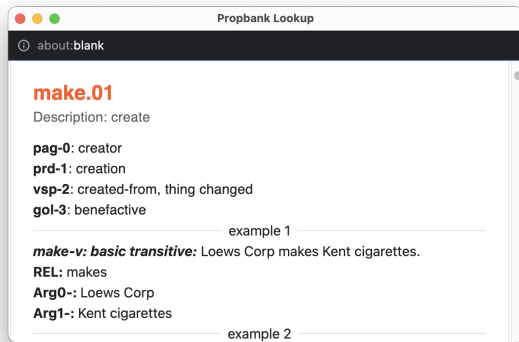 Propbank Lookup
about:blank
make.01
Description: create
pag-0: creator
prd-1: creation
vsp-2: created-from, thing changed
gol-3: benefactive
example 1
make-v: basic transitive: Loews Corp makes Kent cigarettes.
REL: makes
Arg0-: Loews Corp
Arg1-: Kent cigarettes
example 2